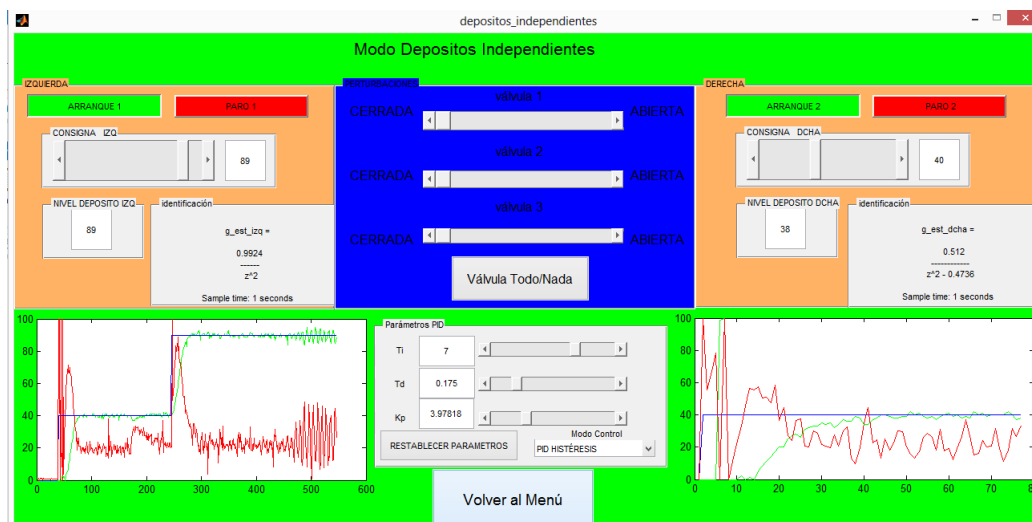 depositos_independientes
Modo Depositos Independientes
IZQUIERDA
ARRANQUE 1
PARO 1
CONSIGNA IZQ
89
NIVEL DEPOSITO IZQ
89
identificación
g_est_izq =
0.9924
------
z^2
Sample time: 1 seconds
PERTURBACIONES
válvula 1
CERRADA
ABIERTA
válvula 2
CERRADA
ABIERTA
válvula 3
CERRADA
ABIERTA
Válvula Todo/Nada
DERECHA
ARRANQUE 2
PARO 2
CONSIGNA DCHA
40
NIVEL DEPOSITO DCHA
38
identificación
g_est_dcha =
0.512
------------
z^2 - 0.4736
Sample time: 1 seconds
100
80
60
40
20
0
0 100 200 300 400 500 600
Parámetros PID
Ti
7
Td
0.175
Kp
3.97818
RESTABLECER PARAMETROS
Modo Control
PID HISTÉRESIS
Volver al Menú
100
80
60
40
20
0
0 10 20 30 40 50 60 70